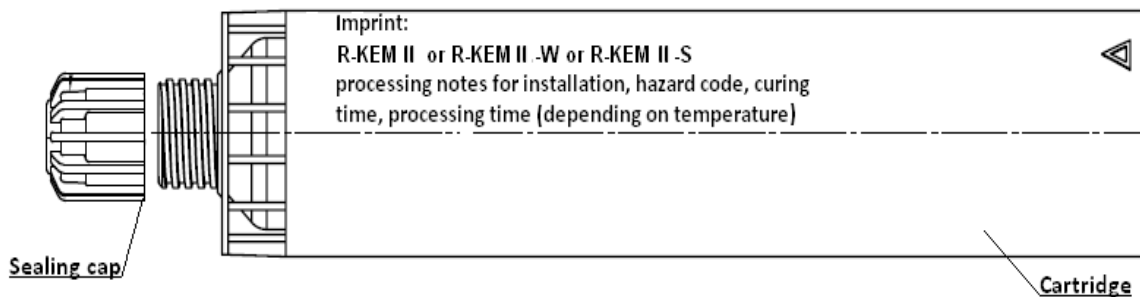 Imprint:
R-KEM II or R-KEM II -W or R-KEM II -S
processing notes for installation, hazard code, curing
time, processing time (depending on temperature)
Sealing cap
Cartridge